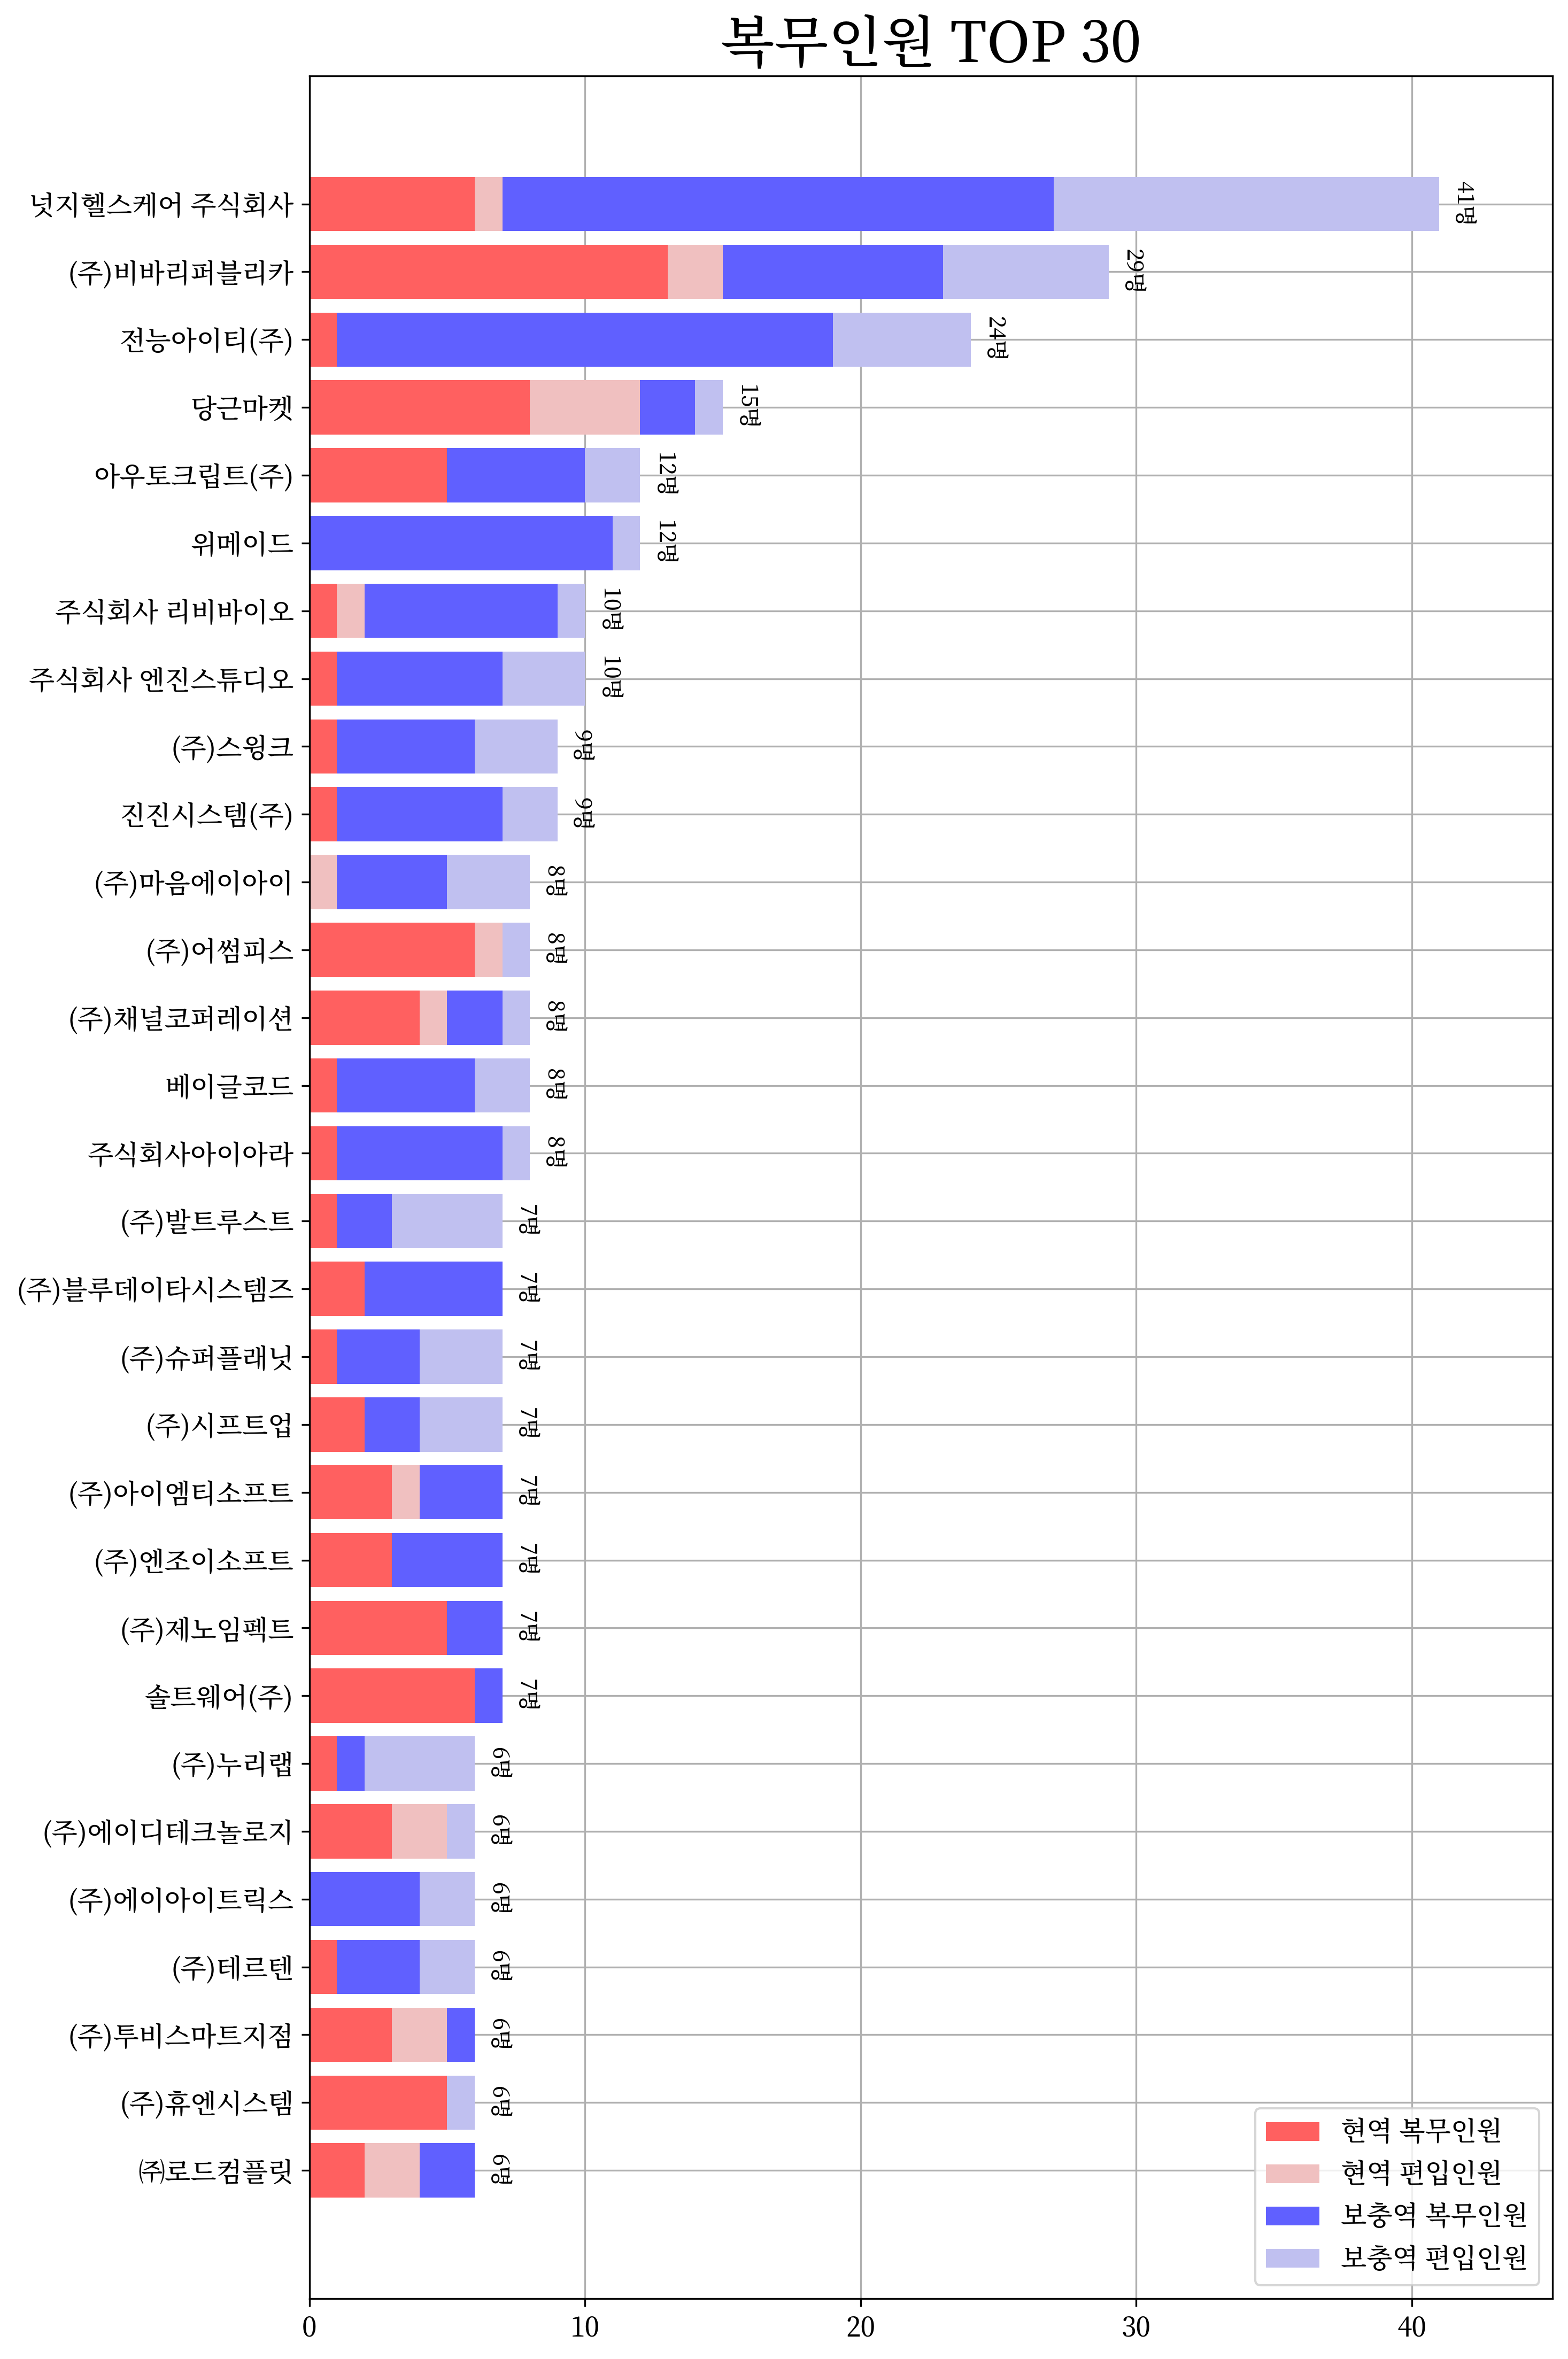 복무인원 TOP 30
넛지헬스케어 주식회사 41명
(주)비바리퍼블리카 29명
전능아이티(주) 24명
당근마켓 15명
아우토크립트(주) 12명
위메이드 12명
주식회사 리비바이오 10명
주식회사 엔진스튜디오 10명
(주)스윙크 9명
진진시스템(주) 9명
(주)마음에이아이 8명
(주)어썸피스 8명
(주)채널코퍼레이션 8명
베이글코드 8명
주식회사아이아라 8명
(주)발트루스트 7명
(주)블루데이타시스템즈 7명
(주)슈퍼플래닛 7명
(주)시프트업 7명
(주)아이엠티소프트 7명
(주)엔조이소프트 7명
(주)제노임펙트 7명
솔트웨어(주) 7명
(주)누리랩 6명
(주)에이디테크놀로지 6명
(주)에이아이트릭스 6명
(주)테르텐 6명
(주)투비스마트지점 6명
(주)휴엔시스템 6명
㈜로드컴플릿 6명
현역 복무인원
현역 편입인원
보충역 복무인원
보충역 편입인원
0 10 20 30 40